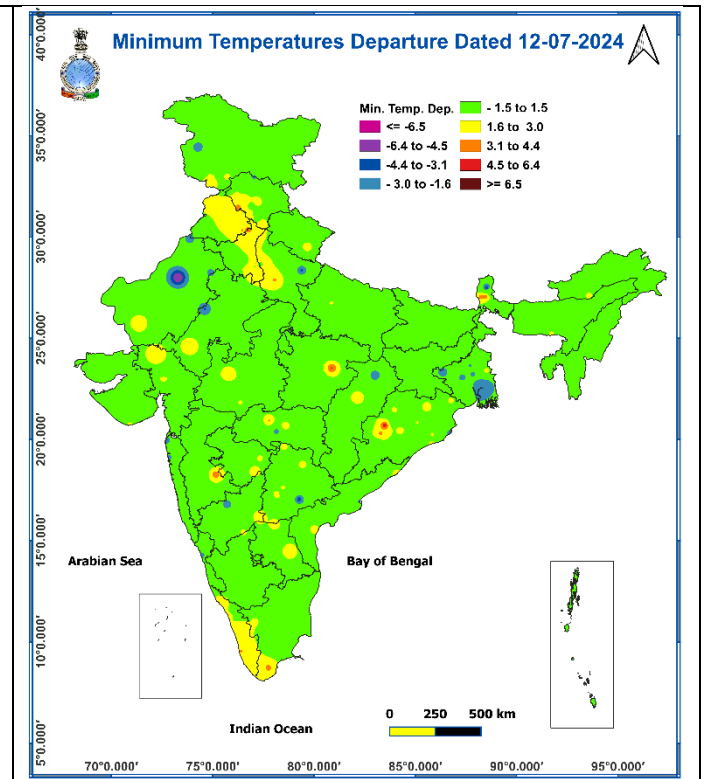 Minimum Temperatures Departure Dated 12-07-2024
Min. Temp. Dep.
<= -6.5
-6.4 to -4.5
-4.4 to -3.1
- 3.0 to -1.6
- 1.5 to 1.5
1.6 to 3.0
3.1 to 4.4
4.5 to 6.4
>= 6.5
40°0.000'
35°0.000'
30°0.000'
25°0.000'
20°0.000'
15°0.000'
10°0.000'
5°0.000'
Arabian Sea
Bay of Bengal
Indian Ocean
0 250 500 km
70°0.000' 75°0.000' 80°0.000' 85°0.000' 90°0.000' 95°0.000'